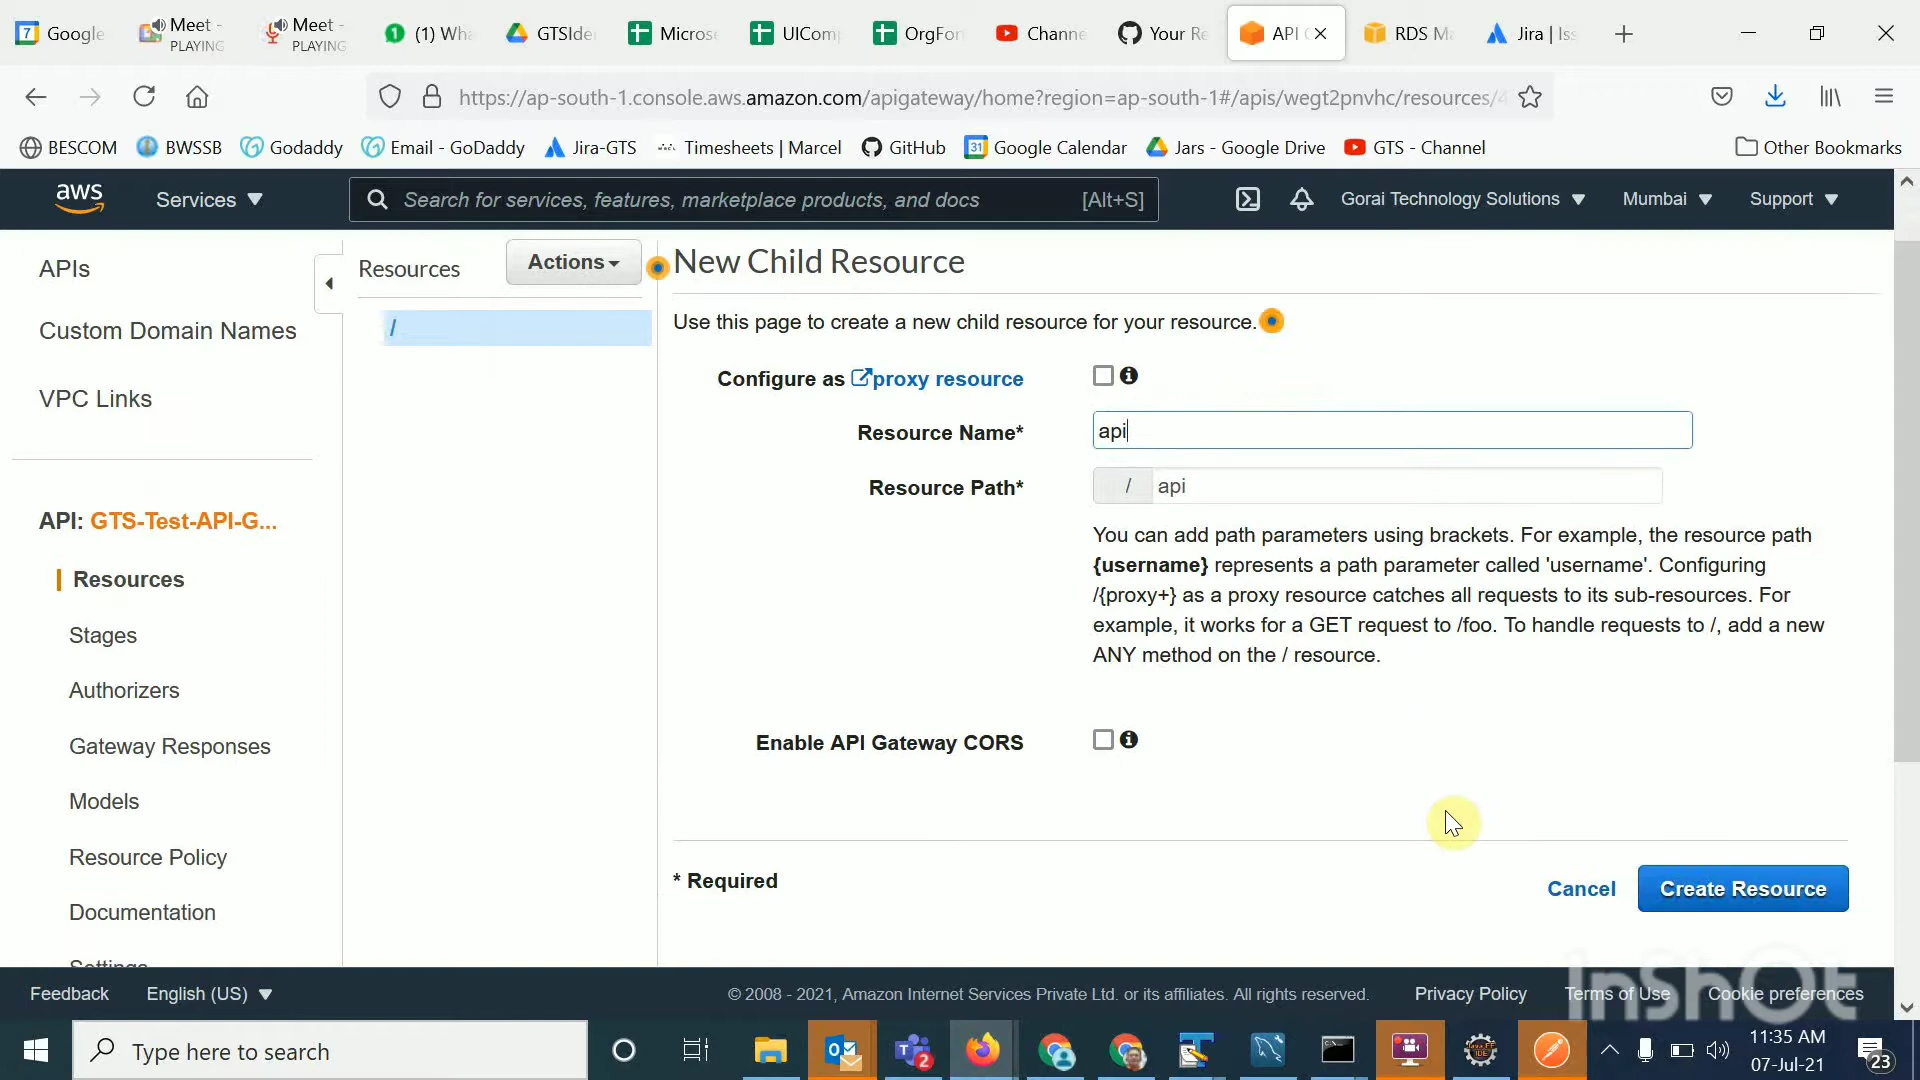 Google
Meet -
PLAYING
Meet -
PLAYING
(1) Wha
GTSIde
Micros
UICom
OrgFor
Channe
Your Re
API
RDS Ma
Jira | Iss
https://ap-south-1.console.aws.amazon.com/apigateway/home?region=ap-south-1#/apis/wegt2pnvhc/resources/4
BESCOM
BWSSB
Godaddy
Email - GoDaddy
Jira-GTS
Timesheets | Marcel
GitHub
Google Calendar
Jars - Google Drive
GTS - Channel
Other Bookmarks
aws
Services
Search for services, features, marketplace products, and docs
[Alt+S]
Gorai Technology Solutions
Mumbai
Support
APIs
Custom Domain Names
VPC Links
API: GTS-Test-API-G...
Resources
Stages
Authorizers
Gateway Responses
Models
Resource Policy
Documentation
Settings
Resources
Actions
/
New Child Resource
Use this page to create a new child resource for your resource.
Configure as proxy resource
Resource Name*
api
Resource Path*
/ api
You can add path parameters using brackets. For example, the resource path
{username} represents a path parameter called 'username'. Configuring
/{proxy+} as a proxy resource catches all requests to its sub-resources. For
example, it works for a GET request to /foo. To handle requests to /, add a new
ANY method on the / resource.
Enable API Gateway CORS
* Required
Cancel
Create Resource
InShOt
Feedback
English (US)
© 2008 - 2021, Amazon Internet Services Private Ltd. or its affiliates. All rights reserved.
Privacy Policy
Terms of Use
Cookie preferences
Type here to search
2
11:35 AM
07-Jul-21
23